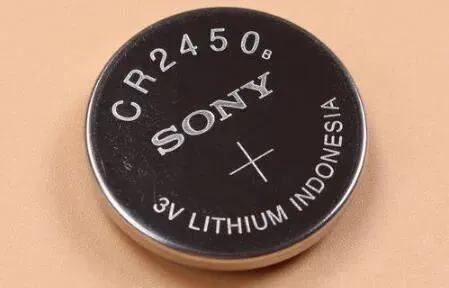 CR2450B
SONY
+
3V LITHIUM INDONESIA